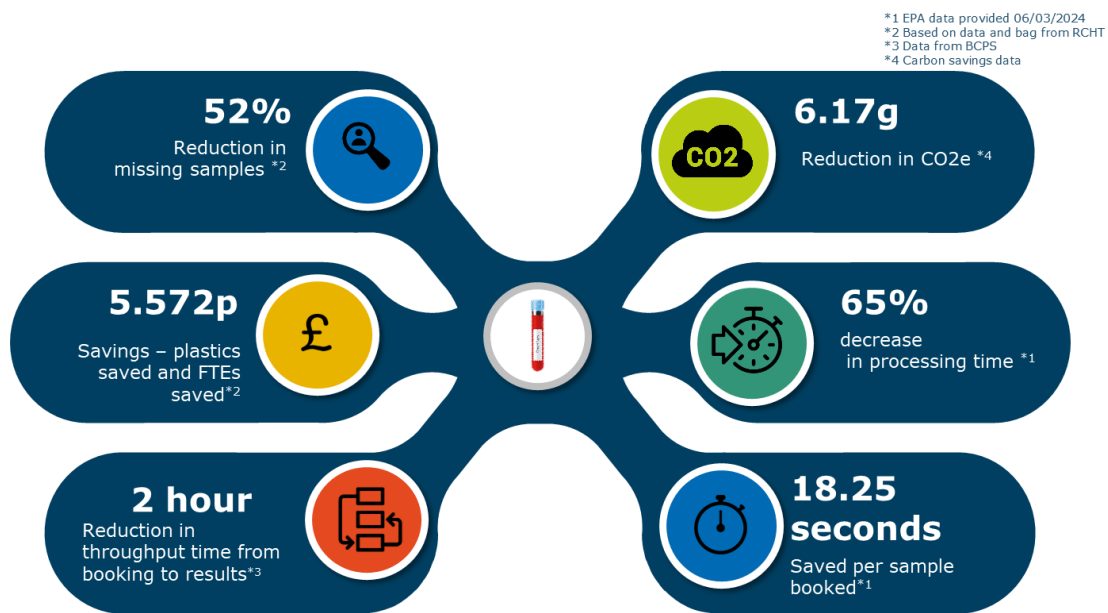 *1 EPA data provided 06/03/2024
*2 Based on data and bag from RCHT
*3 Data from BCPS
*4 Carbon savings data
52%
Reduction in
missing samples *2
6.17g
Reduction in CO2e *4
CO2
5.572p
Savings – plastics
saved and FTEs
saved*2
£
65%
decrease
in processing time *1
2 hour
Reduction in
throughput time from
booking to results*3
18.25
seconds
Saved per sample
booked*1